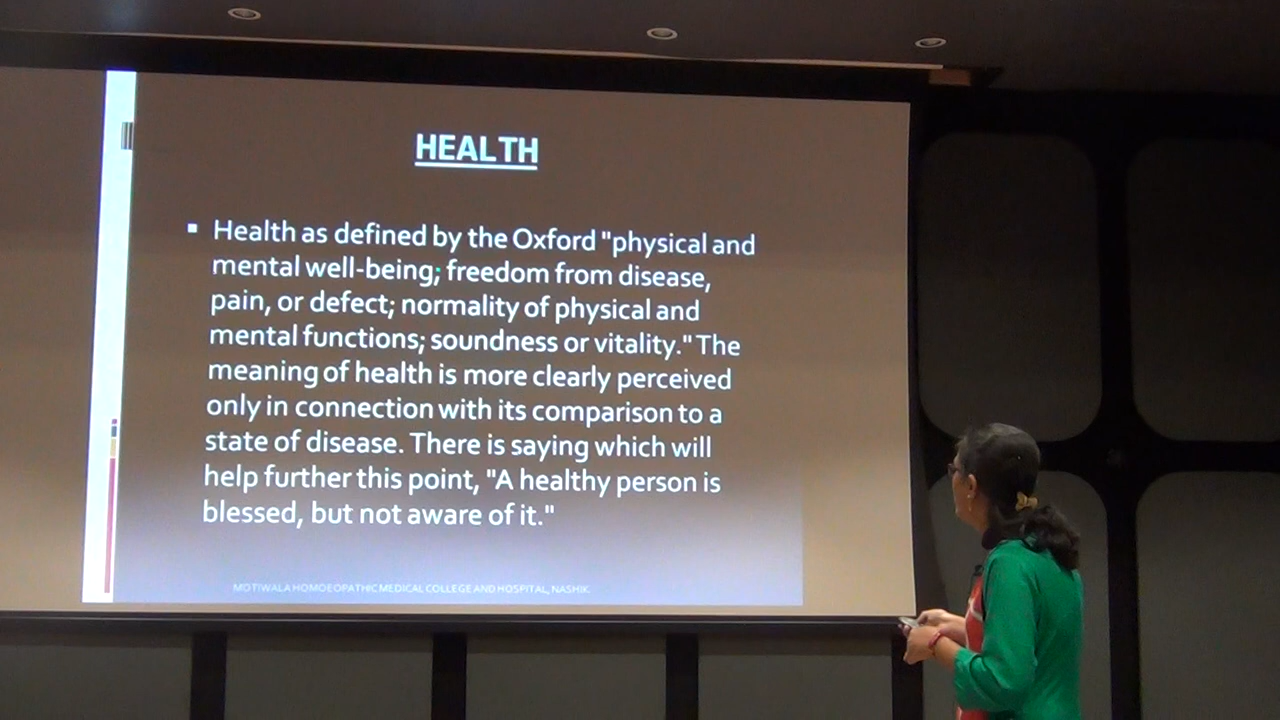 HEALTH
Health as defined by the Oxford "physical and
mental well-being; freedom from disease,
pain, or defect; normality of physical and
mental functions; soundness or vitality." The
meaning of health is more clearly perceived
only in connection with its comparison to a
state of disease. There is saying which will
help further this point, "A healthy person is
blessed, but not aware of it."
MOTIWALA HOMOEOPATHIC MEDICAL COLLEGE AND HOSPITAL, NASHIK.